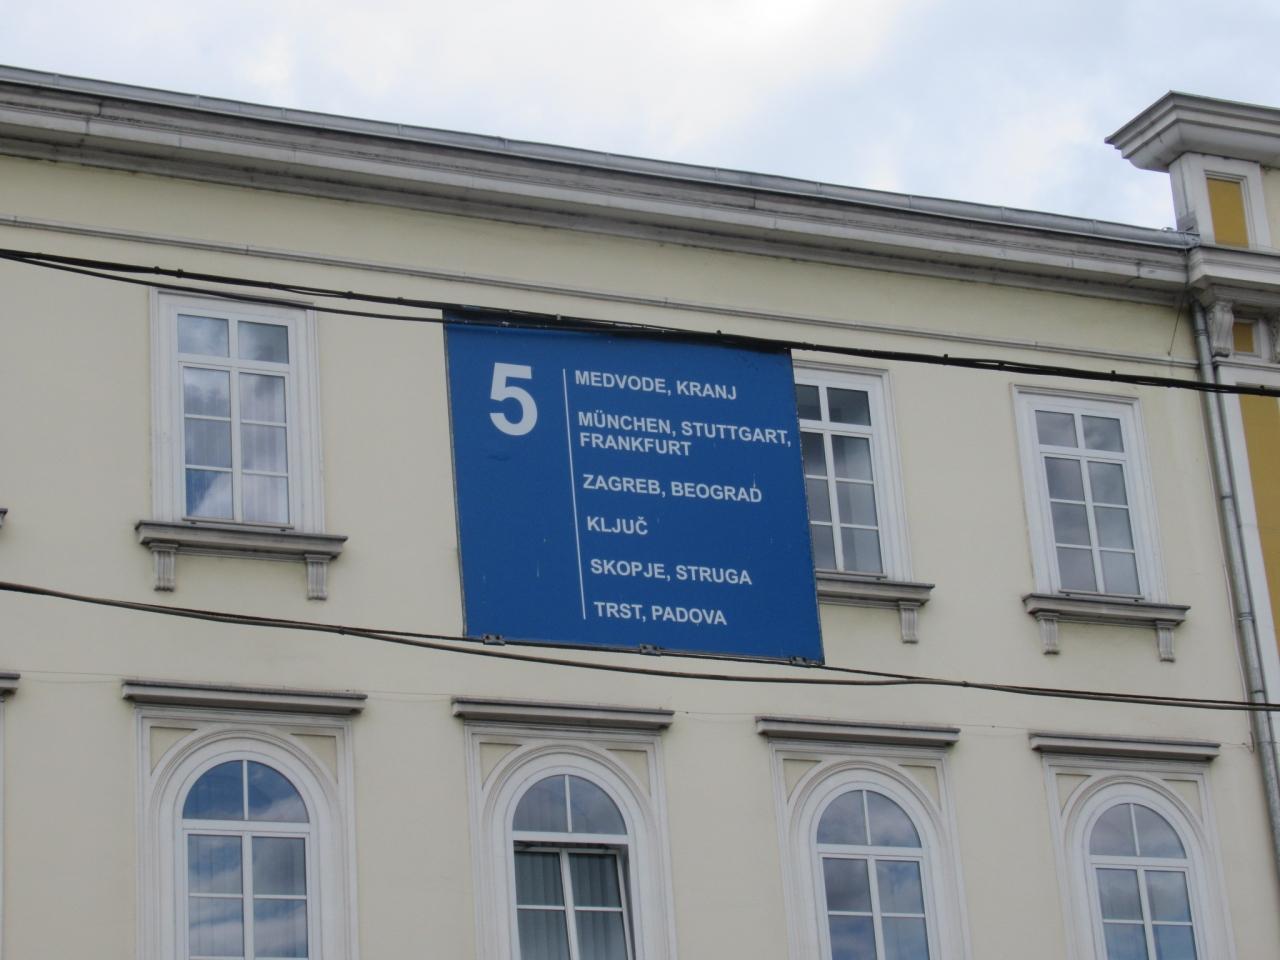 5
MEDVODE, KRANJ
MÜNCHEN, STUTTGART,
FRANKFURT
ZAGREB, BEOGRAD
KLJUČ
SKOPJE, STRUGA
TRST, PADOVA